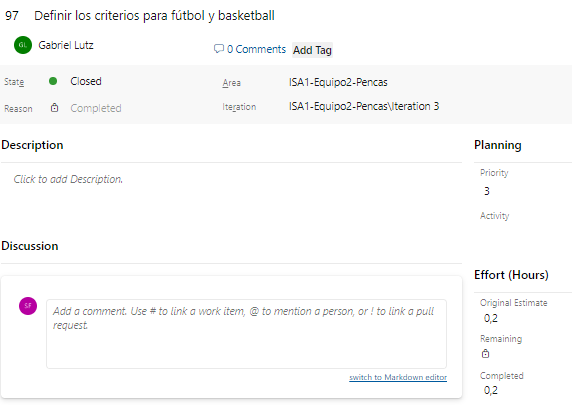 97 Definir los criterios para fútbol y basketball
GL Gabriel Lutz
0 Comments Add Tag
State Closed
Area ISA1-Equipo2-Pencas
Reason Completed
Iteration ISA1-Equipo2-Pencas\Iteration 3
Description
Click to add Description.
Planning
Priority
3
Activity
Discussion
SF
Add a comment. Use # to link a work item, @ to mention a person, or ! to link a pull
request.
switch to Markdown editor
Effort (Hours)
Original Estimate
0,2
Remaining
Completed
0,2